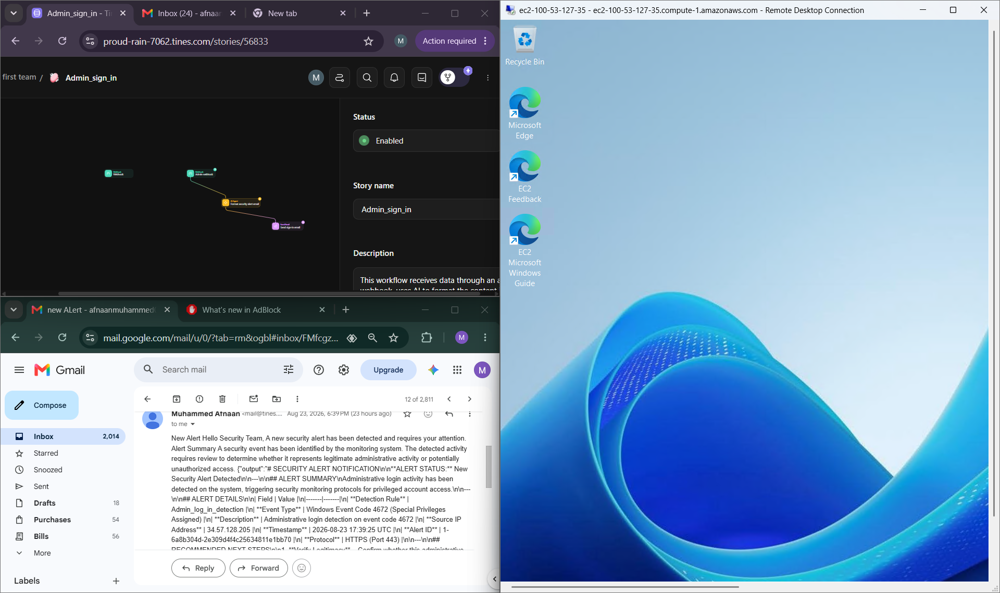 Admin_sign_in - Ti
Inbox (24) - afnaan
New tab
proud-rain-7062.tines.com/stories/56833
M
Action required
first team / Admin_sign_in
M
Status
Enabled
Webhook
Webhook
Webhook
Admin webhook
Story name
AI Agent
Format security alert email
Admin_sign_in
Send Email
Send sign-in email
Description
This workflow receives data through an a
webhook, uses AI to format the content
new ALert - afnaanmuhammed
What's new in AdBlock
mail.google.com/mail/u/0/?tab=rm&ogbl#inbox/FMfcgz...
M
Gmail
Search mail
Upgrade
M
Compose
12 of 2,811
Muhammed Afnaan <mail@tines.... Aug 23, 2026, 6:39 PM (23 hours ago)
to me
Inbox 2,014
Starred
Snoozed
Sent
Drafts 18
Purchases 54
Bills 56
More
Labels
New Alert Hello Security Team, A new security alert has been detected and requires your attention.
Alert Summary A security event has been identified by the monitoring system. The detected activity
requires review to determine whether it represents legitimate administrative activity or potentially
unauthorized access. {"output":"# SECURITY ALERT NOTIFICATION\n\n**ALERT STATUS:** New
Security Alert Detected\n\n---\n\n## ALERT SUMMARY\nAdministrative login activity has been
detected on the system, triggering security monitoring protocols for privileged account access.\n\n---
\n\n## ALERT DETAILS\n\n| Field | Value |\n|-------|-------|\n| **Detection Rule** |
Admin_log_in_detection |\n| **Event Type** | Windows Event Code 4672 (Special Privileges
Assigned) |\n| **Description** | Administrative login detection on event code 4672 |\n| **Source IP
Address** | 34.57.128.205 |\n| **Timestamp** | 2026-08-23 17:39:25 UTC |\n| **Alert ID** | 1-
6a8b304d-2e309d4f4c25634811e1bb70 |\n| **Protocol** | HTTPS (Port 443) |\n\n---\n\n##
RECOMMENDED NEXT STEPS\n\n1. **Verify Legitimacy** - Confirm whether this administrative
Reply
Forward
ec2-100-53-127-35 - ec2-100-53-127-35.compute-1.amazonaws.com - Remote Desktop Connection
Recycle Bin
Microsoft
Edge
EC2
Feedback
EC2
Microsoft
Windows
Guide